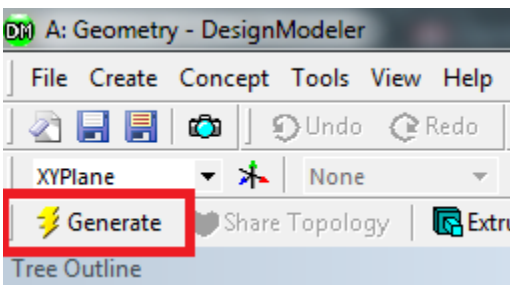 DM A: Geometry - DesignModeler
File Create Concept Tools View Help
Undo Redo
XYPlane None
Generate Share Topology Extru
Tree Outline